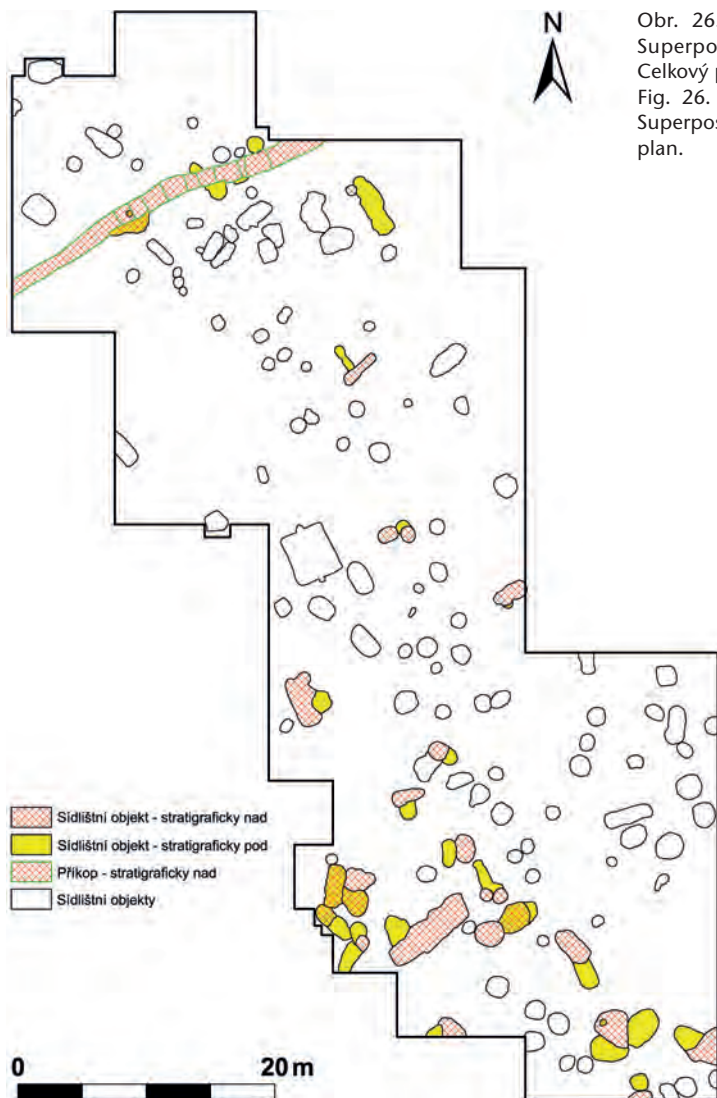 N
Obr. 26.
Superpo
Celkový p
Fig. 26.
Superpos
plan.
Sídlištní objekt - stratigraficky nad
Sídlištní objekt - stratigraficky pod
Příkop - stratigraficky nad
Sídlištní objekty
0 20 m